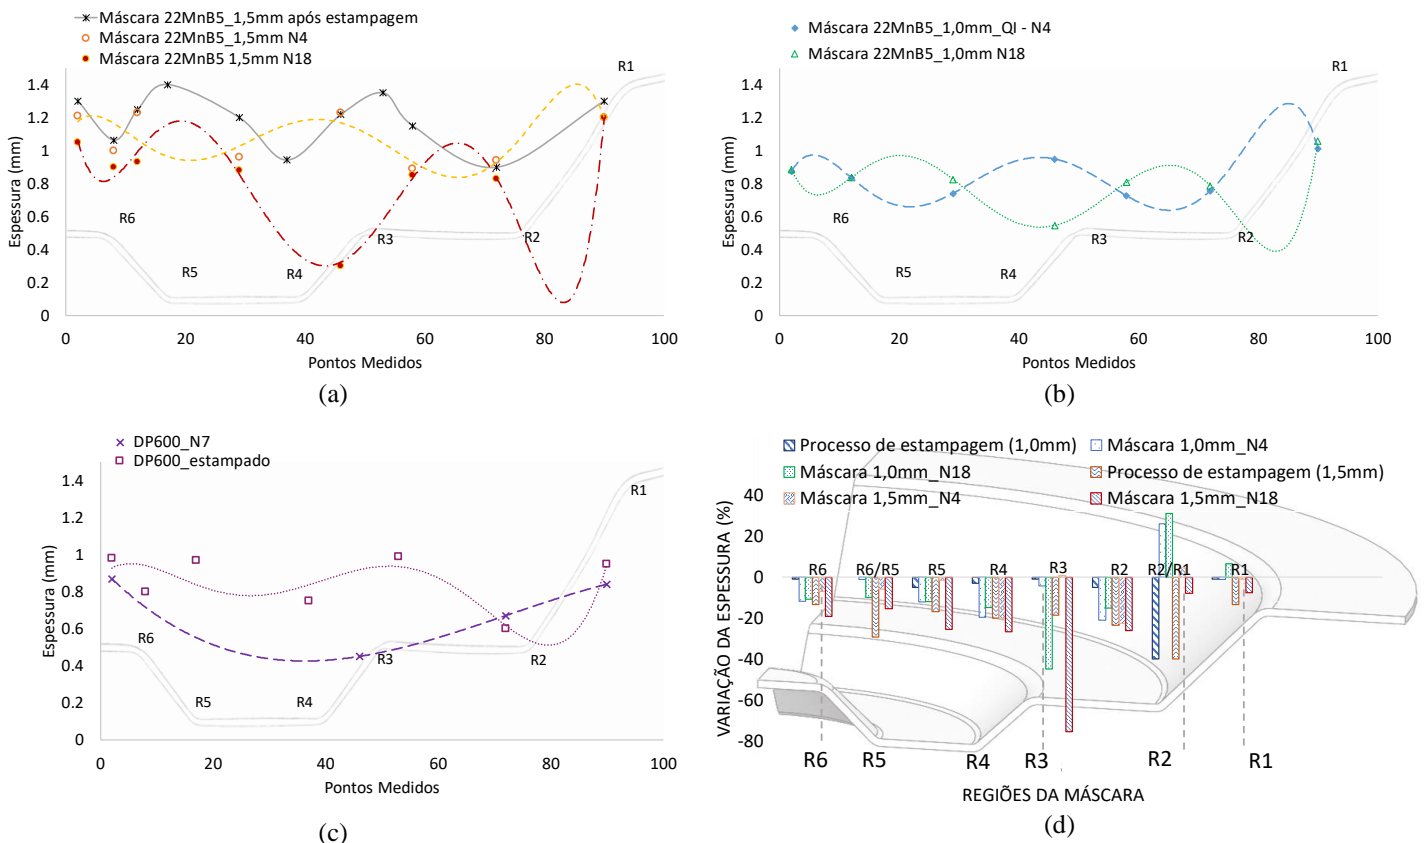 Máscara 22MnB5_1,5mm após estampagem
Máscara 22MnB5_1,5mm N4
Máscara 22MnB5 1,5mm N18
Espessura (mm)
1.4
1.2
1
0.8
0.6
0.4
0.2
0
0 20 40 60 80 100
Pontos Medidos
R6
R5
R4
R3
R2
R1
(a)
Máscara 22MnB5_1,0mm_QI - N4
Máscara 22MnB5_1,0mm N18
Espessura (mm)
1.4
1.2
1
0.8
0.6
0.4
0.2
0
0 20 40 60 80 100
Pontos Medidos
R6
R5
R4
R3
R2
R1
(b)
DP600_N7
DP600_estampado
Espessura (mm)
1.4
1.2
1
0.8
0.6
0.4
0.2
0
0 20 40 60 80 100
Pontos Medidos
R6
R5
R4
R3
R2
R1
(c)
Processo de estampagem (1,0mm) Máscara 1,0mm_N4
Máscara 1,0mm_N18 Processo de estampagem (1,5mm)
Máscara 1,5mm_N4 Máscara 1,5mm_N18
VARIAÇÃO DA ESPESSURA (%)
40
20
0
-20
-40
-60
-80
R6 R6/R5 R5 R4 R3 R2 R2/R1 R1
R6 R5 R4 R3 R2 R1
REGIÕES DA MÁSCARA
(d)